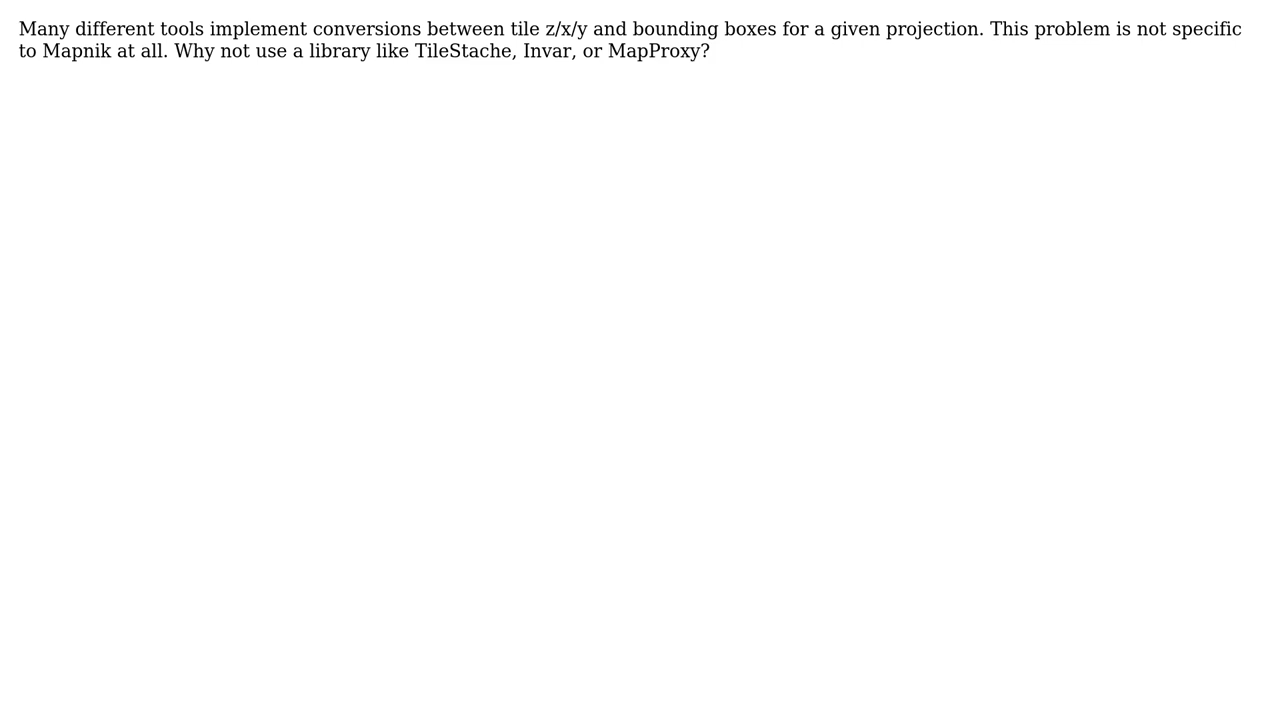 Many different tools implement conversions between tile z/x/y and bounding boxes for a given projection. This problem is not specific
to Mapnik at all. Why not use a library like TileStache, Invar, or MapProxy?